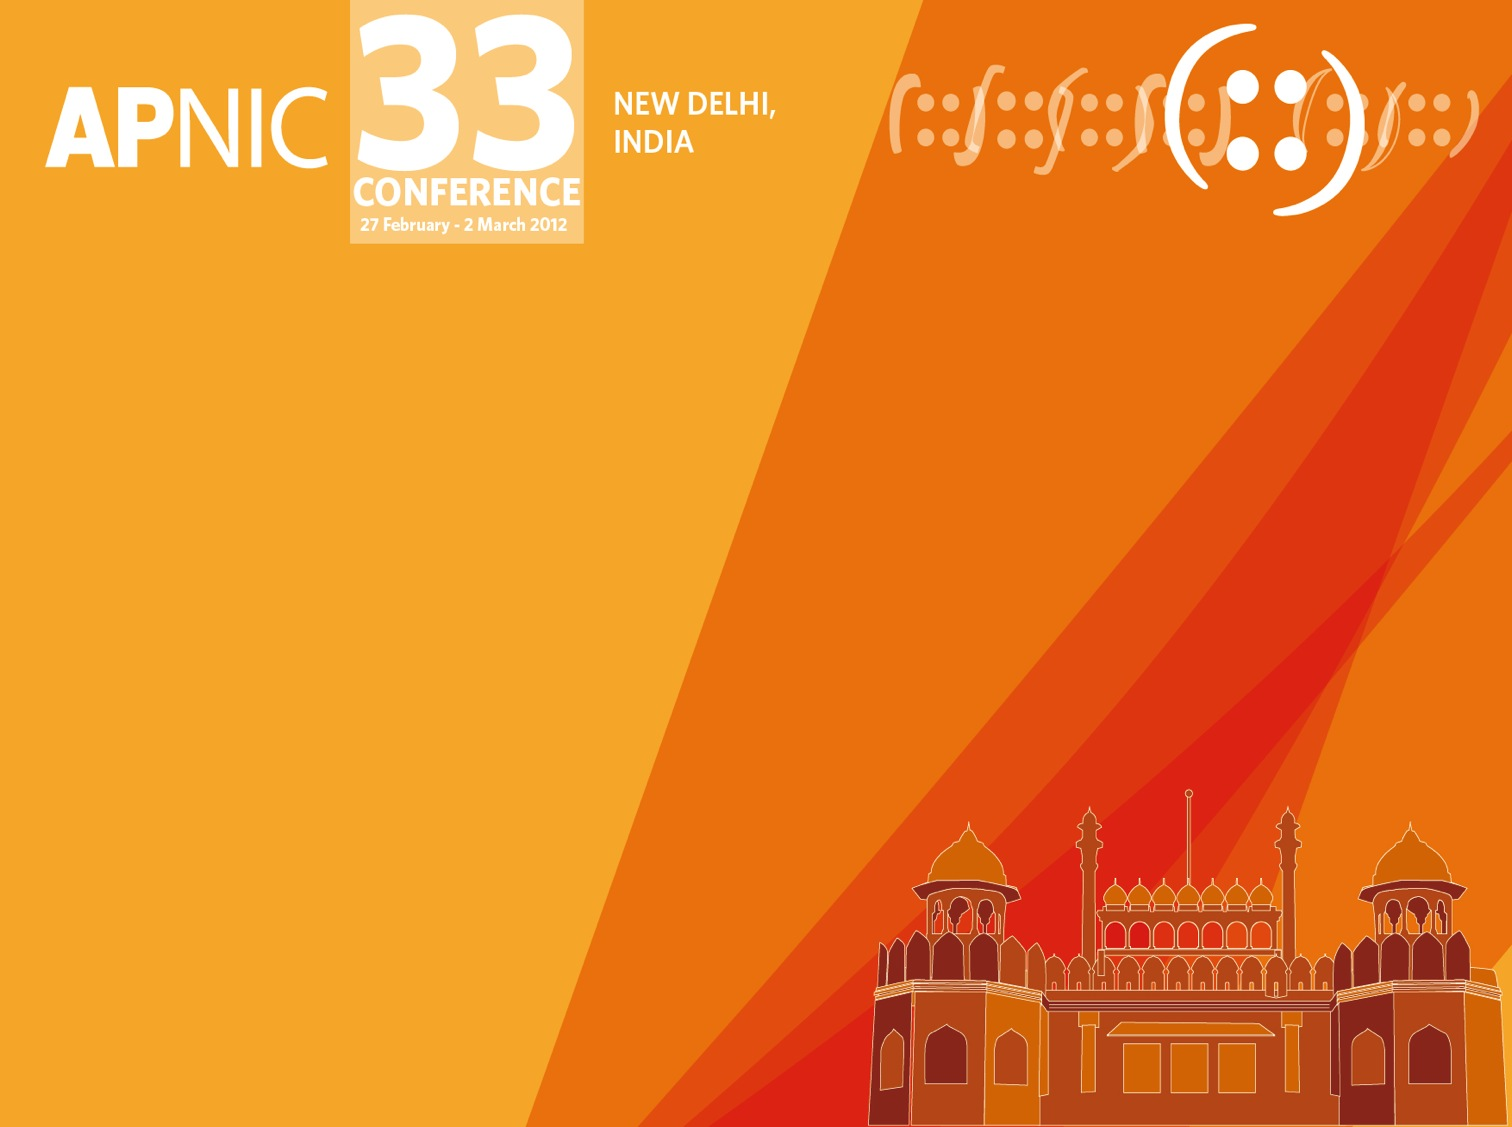 APNIC
33
CONFERENCE
27 February - 2 March 2012
NEW DELHI,
INDIA